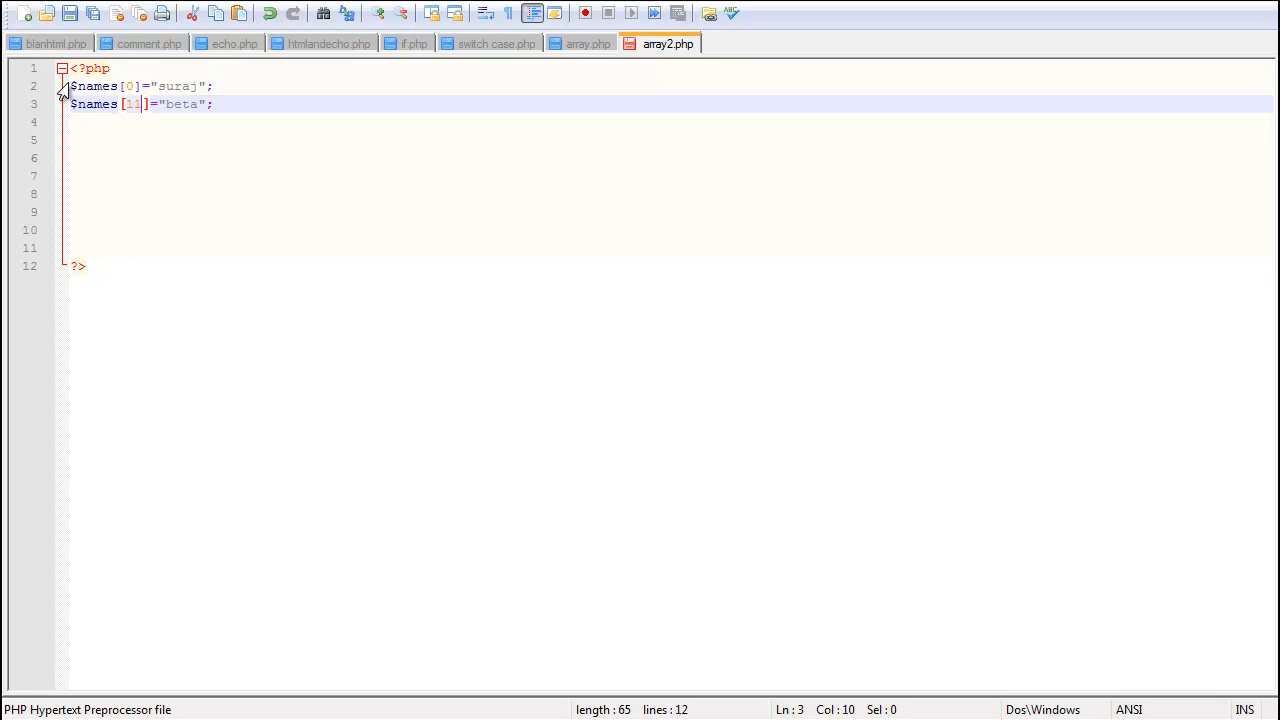 blanhtml.php comment.php echo.php htmlandecho.php if.php switch case.php array.php array2.php
1 <?php
2 $names[0]="suraj";
3 $names[11]="beta";
4
5
6
7
8
9
10
11
12 ?>
PHP Hypertext Preprocessor file length : 65 lines : 12 Ln : 3 Col : 10 Sel : 0 Dos\Windows ANSI INS